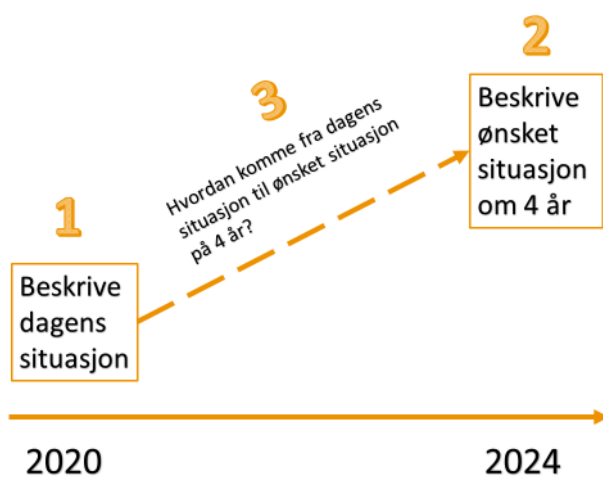 1
Beskrive
dagens
situasjon
2
Beskrive
ønsket
situasjon
om 4 år
3
Hvordan komme fra dagens
situasjon til ønsket situasjon
på 4 år?
2020
2024